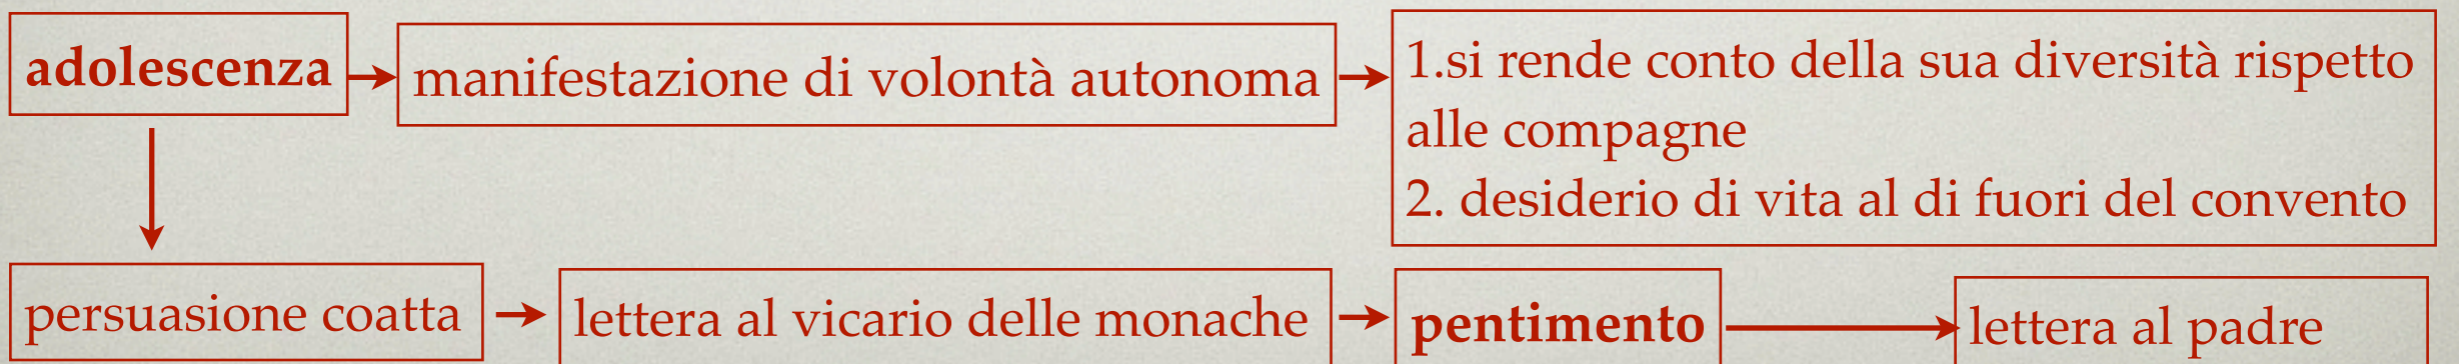 adolescenza
manifestazione di volontà autonoma
1.si rende conto della sua diversità rispetto
alle compagne
2. desiderio di vita al di fuori del convento
persuasione coatta
lettera al vicario delle monache
pentimento
lettera al padre